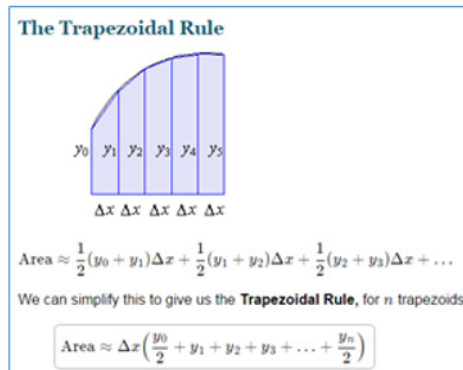 The Trapezoidal Rule
y₀ y₁ y₂ y₃ y₄ y₅
Δx Δx Δx Δx Δx
Area ≈ 1/2(y₀ + y₁)Δx + 1/2(y₁ + y₂)Δx + 1/2(y₂ + y₃)Δx + …
We can simplify this to give us the Trapezoidal Rule, for n trapezoids
Area ≈ Δx(y₀/2 + y₁ + y₂ + y₃ + … + yₙ/2)